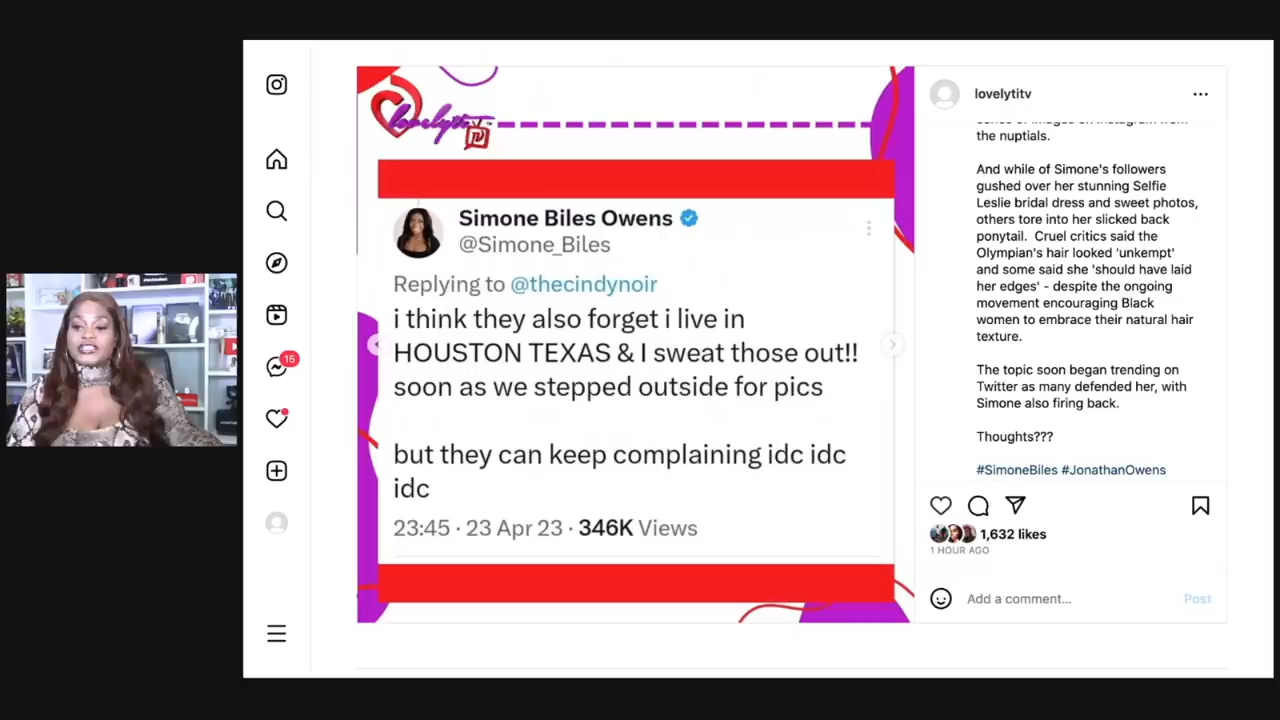 lovelyti
TV
Simone Biles Owens
@Simone_Biles
Replying to @thecindynoir
i think they also forget i live in
HOUSTON TEXAS & I sweat those out!!
soon as we stepped outside for pics
but they can keep complaining idc idc
idc
23:45 · 23 Apr 23 · 346K Views
15
lovelytitv
the nuptials.
And while of Simone's followers
gushed over her stunning Selfie
Leslie bridal dress and sweet photos,
others tore into her slicked back
ponytail. Cruel critics said the
Olympian's hair looked 'unkempt'
and some said she 'should have laid
her edges' - despite the ongoing
movement encouraging Black
women to embrace their natural hair
texture.
The topic soon began trending on
Twitter as many defended her, with
Simone also firing back.
Thoughts???
#SimoneBiles #JonathanOwens
1,632 likes
1 HOUR AGO
Add a comment...
Post